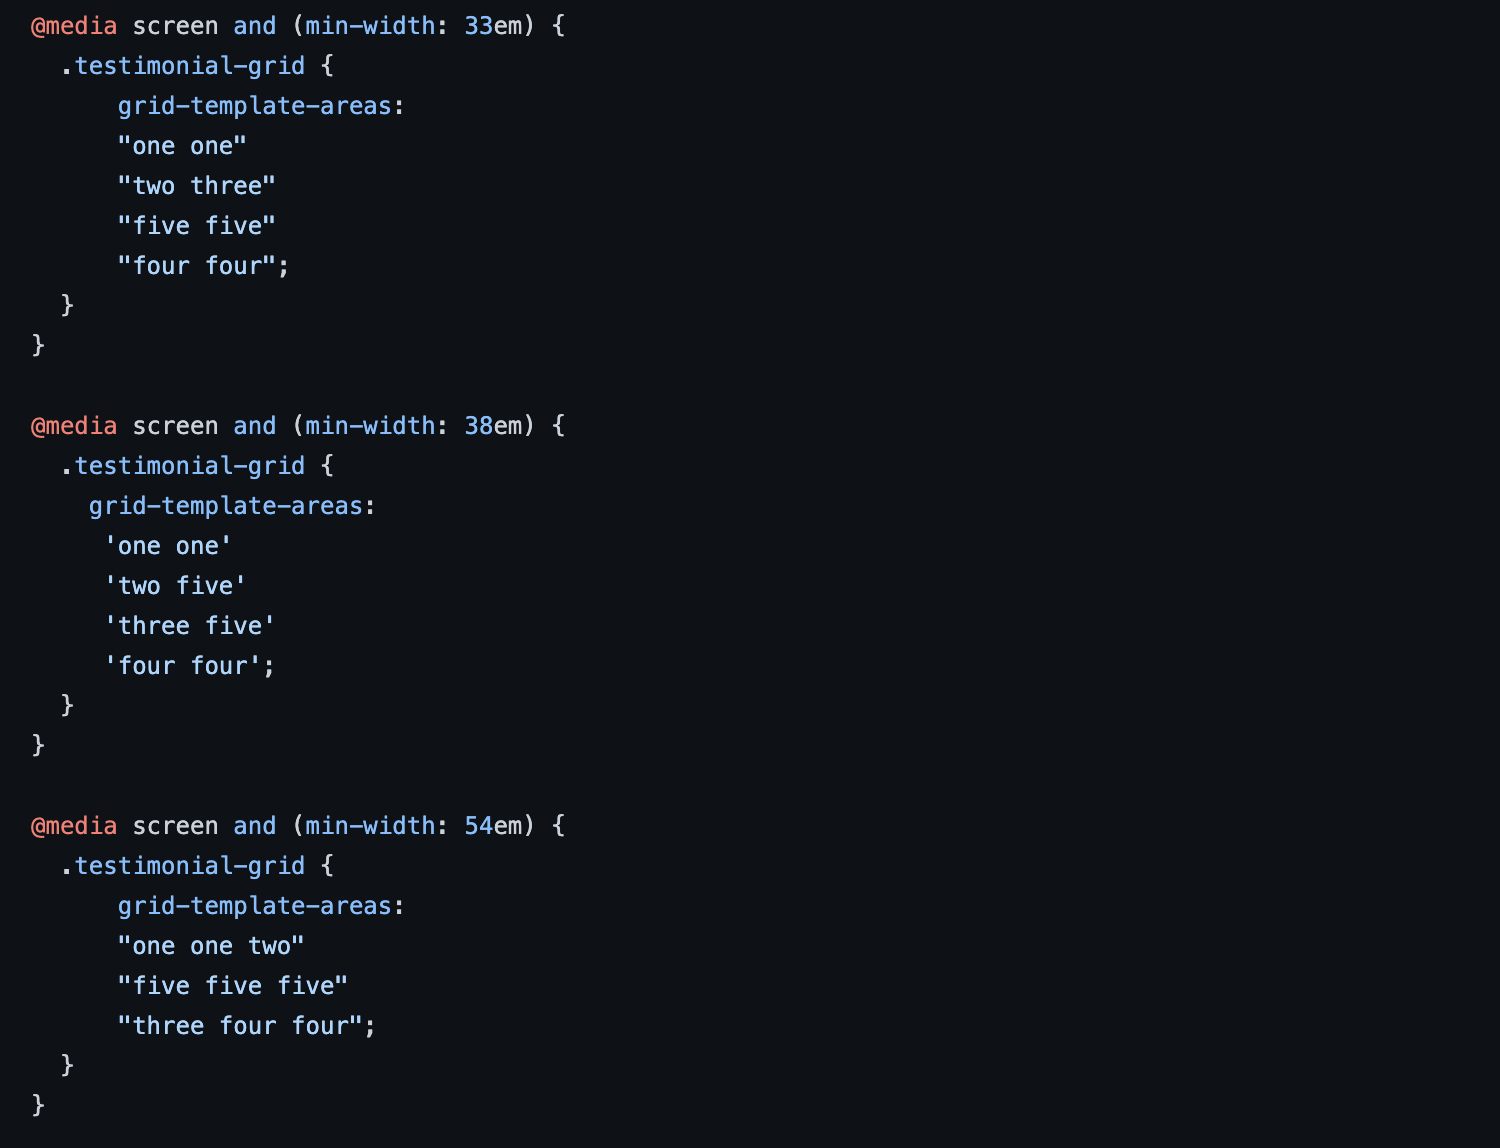 @media screen and (min-width: 33em) {
  .testimonial-grid {
      grid-template-areas:
      "one one"
      "two three"
      "five five"
      "four four";
  }
}

@media screen and (min-width: 38em) {
  .testimonial-grid {
    grid-template-areas:
     'one one'
     'two five'
     'three five'
     'four four';
  }
}

@media screen and (min-width: 54em) {
  .testimonial-grid {
      grid-template-areas:
      "one one two"
      "five five five"
      "three four four";
  }
}